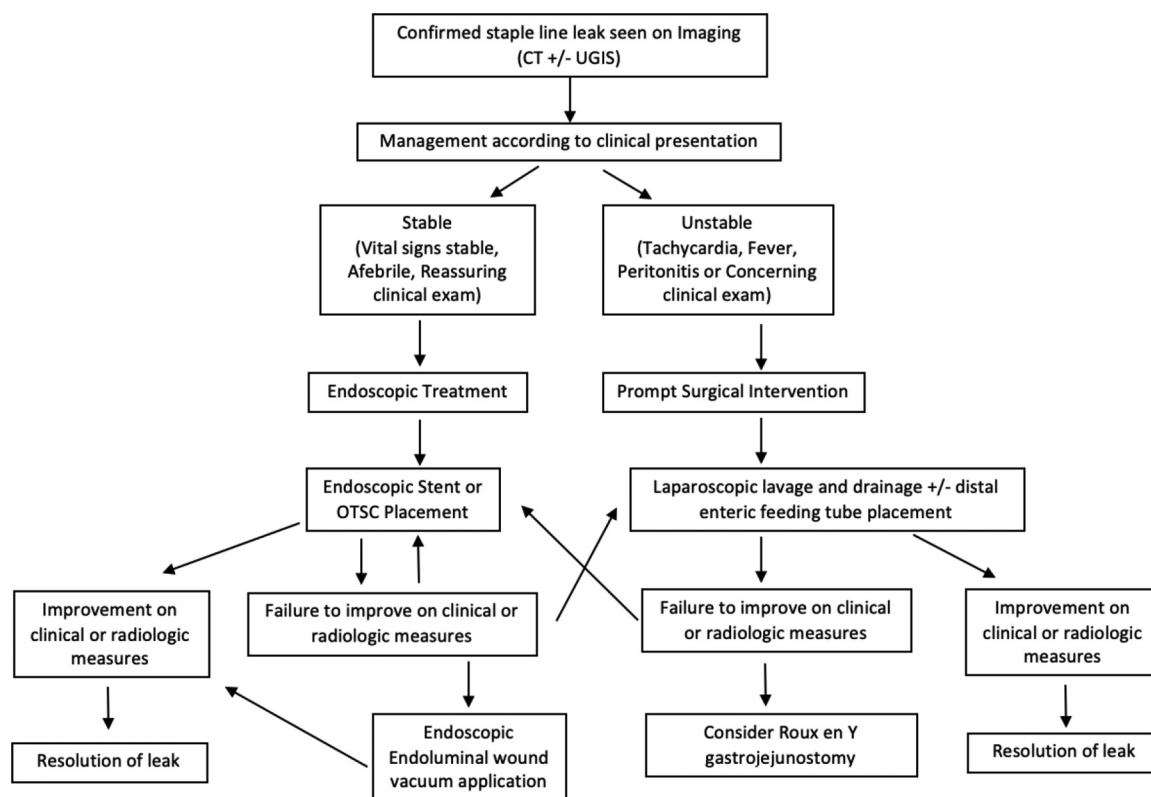 Confirmed staple line leak seen on Imaging
(CT +/- UGIS)
Management according to clinical presentation
Stable
(Vital signs stable,
Afebrile, Reassuring
clinical exam)
Unstable
(Tachycardia, Fever,
Peritonitis or Concerning
clinical exam)
Endoscopic Treatment
Prompt Surgical Intervention
Endoscopic Stent or
OTSC Placement
Laparoscopic lavage and drainage +/- distal
enteric feeding tube placement
Improvement on
clinical or radiologic
measures
Failure to improve on clinical or
radiologic measures
Failure to improve on clinical
or radiologic measures
Improvement on
clinical or radiologic
measures
Resolution of leak
Endoscopic
Endoluminal wound
vacuum application
Consider Roux en Y
gastrojejunostomy
Resolution of leak